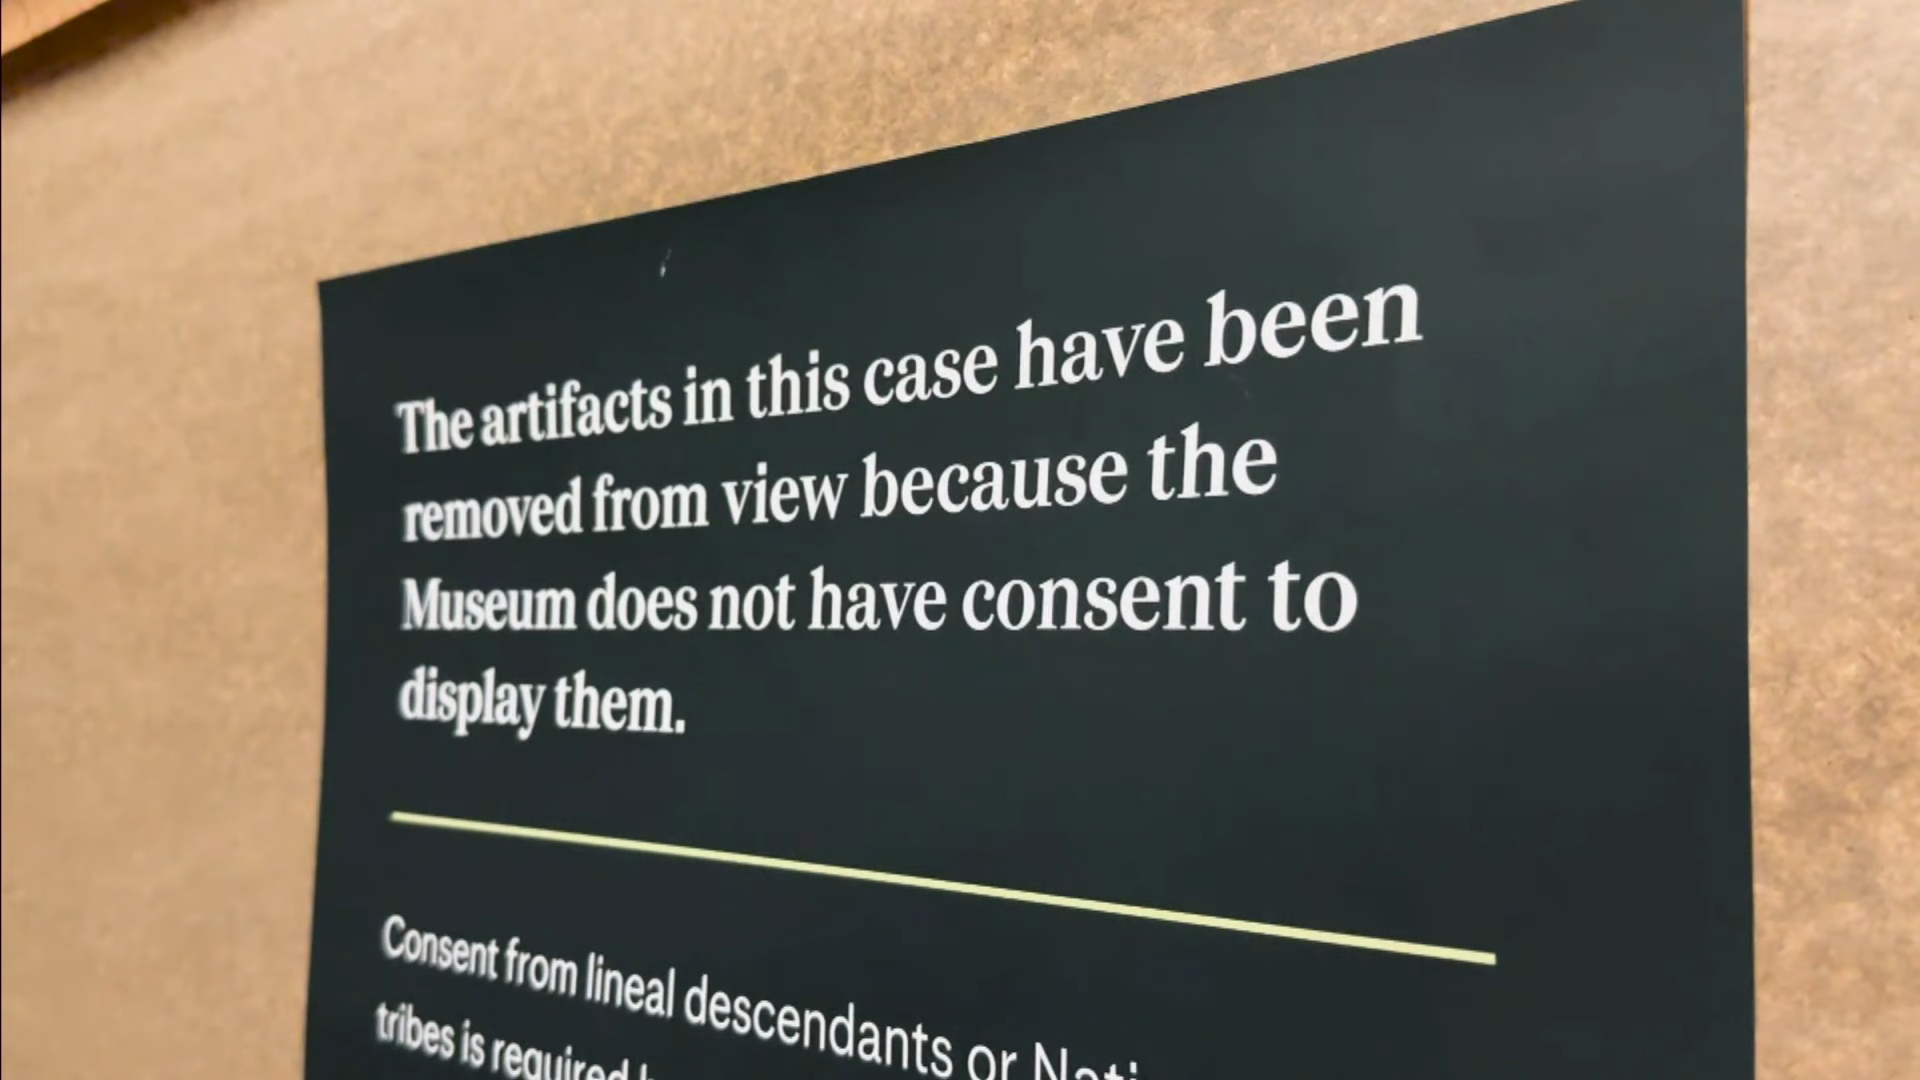 The artifacts in this case have been
removed from view because the
Museum does not have consent to
display them.
Consent from lineal descendants or
tribes is required